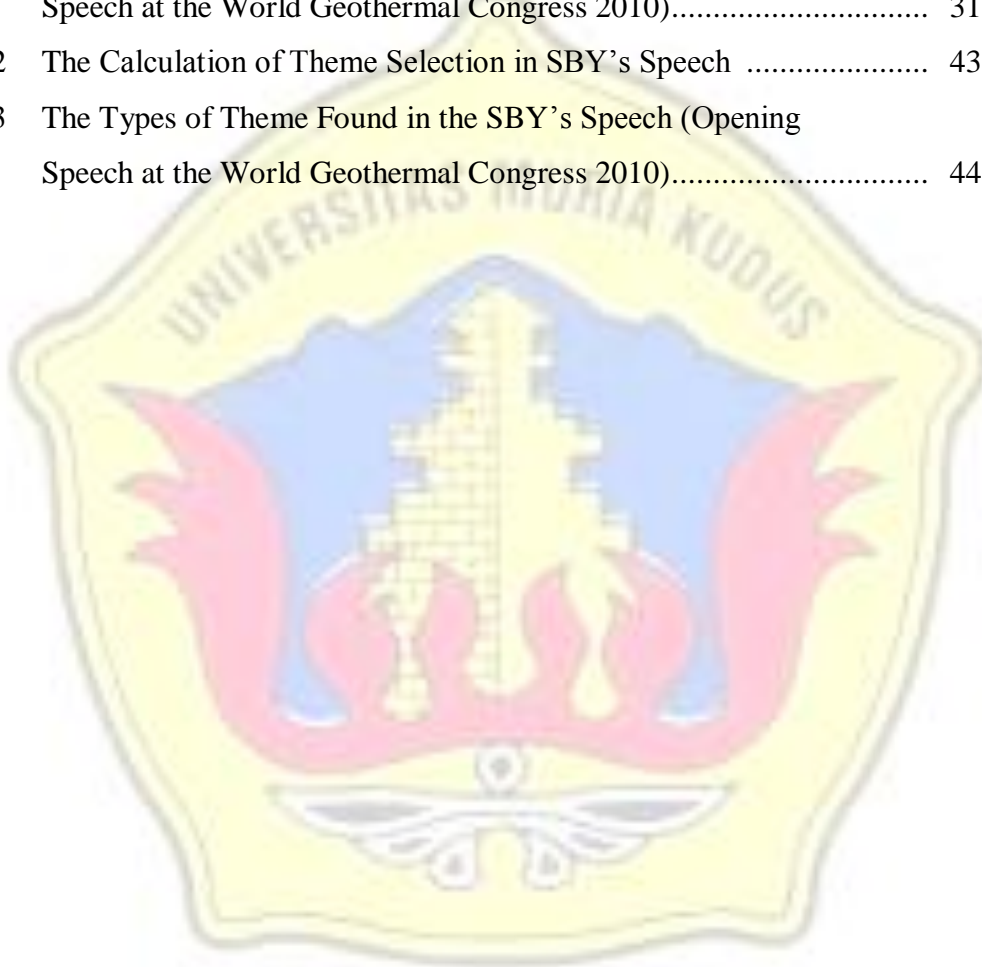 Speech at the World Geothermal Congress 2010)............................... 31
2 The Calculation of Theme Selection in SBY’s Speech ...................... 43
3 The Types of Theme Found in the SBY’s Speech (Opening
Speech at the World Geothermal Congress 2010)............................... 44
UNIVERSITAS MURIA KUDUS